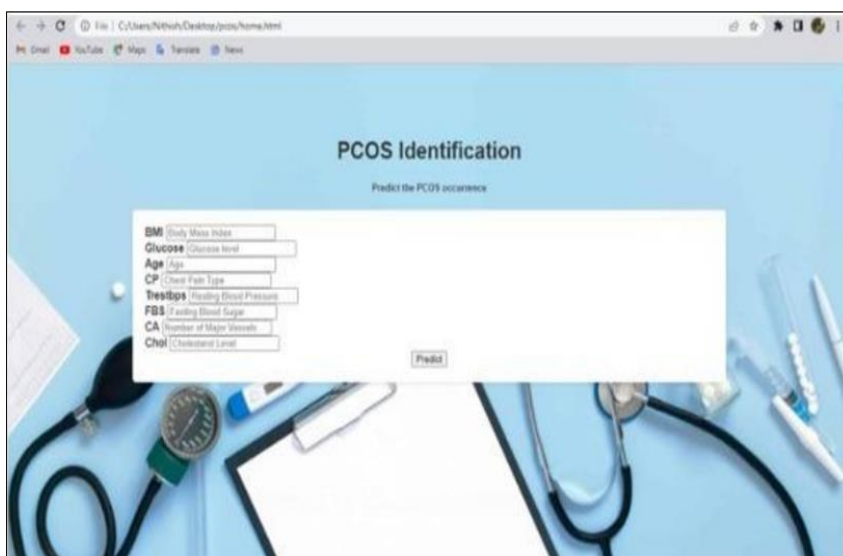 File | C:/Users/Nithish/Desktop/pcos/home.html
Gmail YouTube Maps Translate News
PCOS Identification
Predict the PCOS occurrence
BMI Body Mass Index
Glucose Glucose level
Age Age
CP Chest Pain Type
Trestbps Resting Blood Pressure
FBS Fasting Blood Sugar
CA Number of Major Vessels
Chol Cholesterol Level
Predict